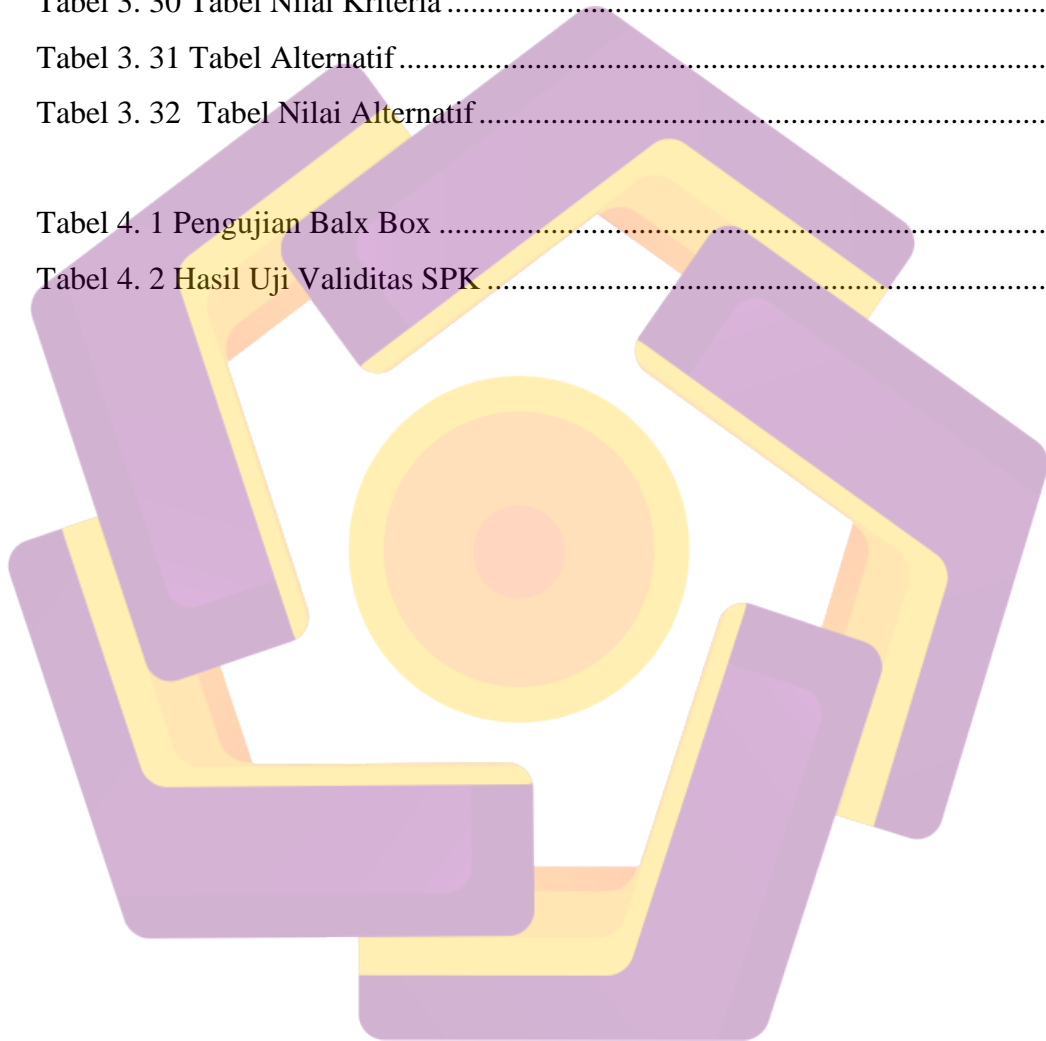 Tabel 3. 30 Tabel Nilai Kriteria ................................................................................
Tabel 3. 31 Tabel Alternatif ................................................................................
Tabel 3. 32  Tabel Nilai Alternatif ........................................................................
Tabel 4. 1 Pengujian Balx Box ............................................................................
Tabel 4. 2 Hasil Uji Validitas SPK ......................................................................